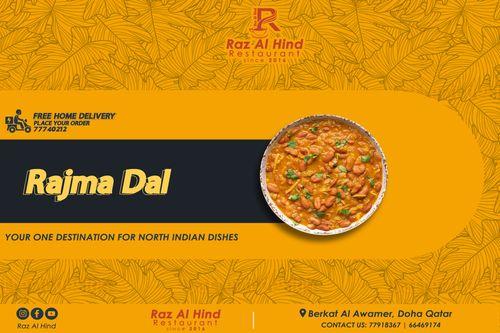 Raz Al Hind
Restaurant
since 2016
FREE HOME DELIVERY
PLACE YOUR ORDER
77740212
Rajma Dal
YOUR ONE DESTINATION FOR NORTH INDIAN DISHES
Raz Al Hind
Raz Al Hind
Restaurant
since 2016
Berkat Al Awamer, Doha Qatar
CONTACT US: 77918367 | 66469174